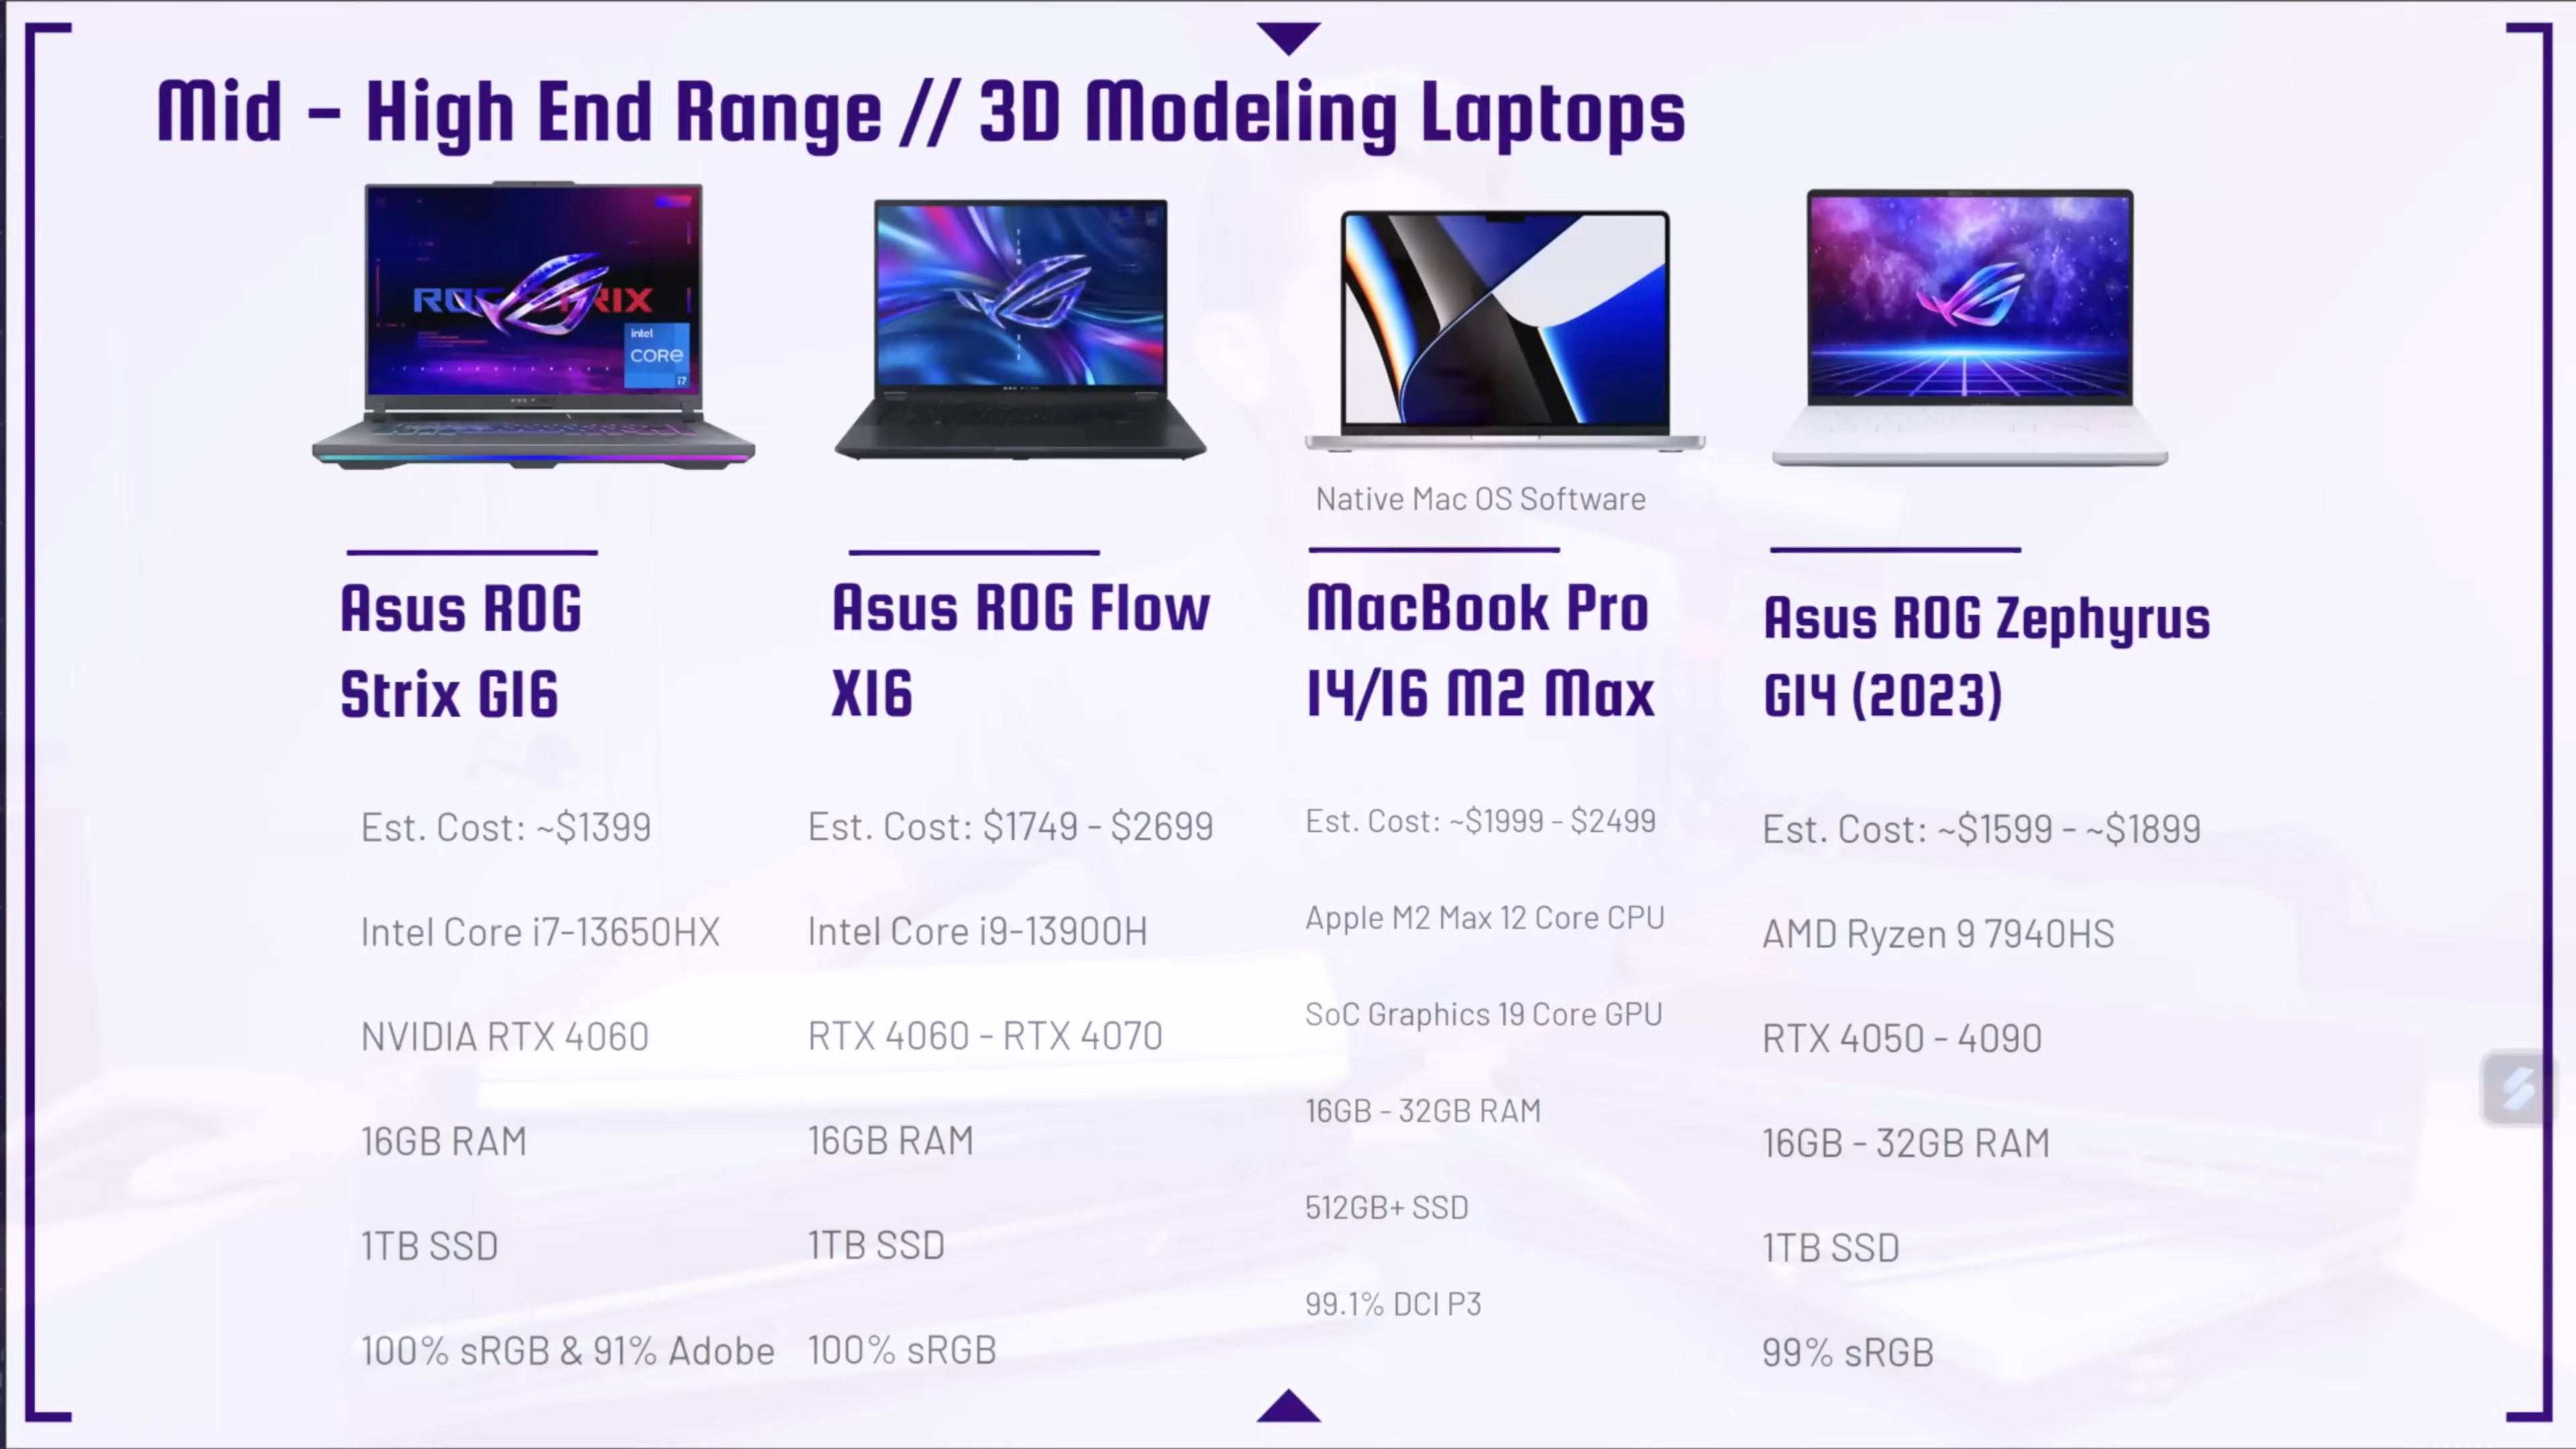 Mid - High End Range // 3D Modeling Laptops
ROG STRIX
intel
CORE
i7
Native Mac OS Software
Asus ROG
Strix G16
Est. Cost: ~$1399
Intel Core i7-13650HX
NVIDIA RTX 4060
16GB RAM
1TB SSD
100% sRGB & 91% Adobe
Asus ROG Flow
X16
Est. Cost: $1749 - $2699
Intel Core i9-13900H
RTX 4060 - RTX 4070
16GB RAM
1TB SSD
100% sRGB
MacBook Pro
14/16 M2 Max
Est. Cost: ~$1999 - $2499
Apple M2 Max 12 Core CPU
SoC Graphics 19 Core GPU
16GB - 32GB RAM
512GB+ SSD
99.1% DCI P3
Asus ROG Zephyrus
G14 (2023)
Est. Cost: ~$1599 - ~$1899
AMD Ryzen 9 7940HS
RTX 4050 - 4090
16GB - 32GB RAM
1TB SSD
99% sRGB